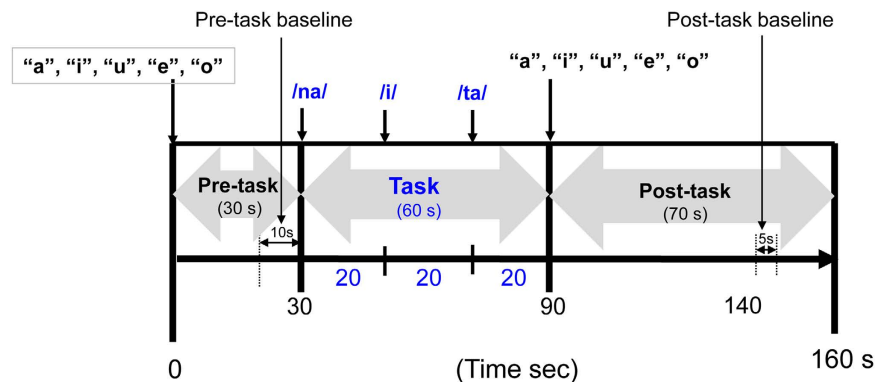 Pre-task baseline
Post-task baseline
“a”, “i”, “u”, “e”, “o”
“a”, “i”, “u”, “e”, “o”
/na/
/i/
/ta/
Pre-task
(30 s)
Task
(60 s)
Post-task
(70 s)
10s
5s
20
20
20
30
90
140
0
(Time sec)
160 s